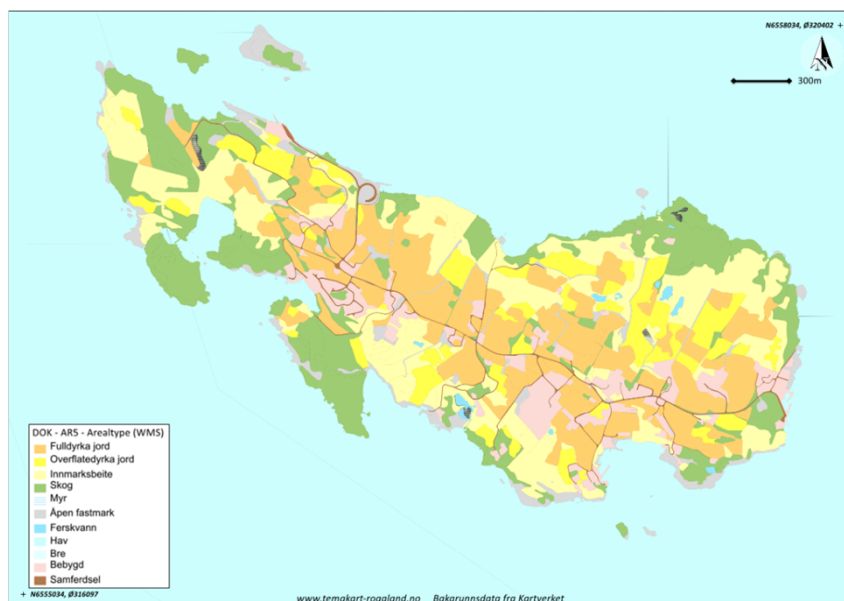 N6558034, Ø320402 +
N
300m
DOK - AR5 - Arealtype (WMS)
Fulldyrka jord
Overflatedyrka jord
Innmarksbeite
Skog
Myr
Åpen fastmark
Ferskvann
Hav
Bre
Bebygd
Samferdsel
+ N6555034, Ø316097
www.temakart-rogaland.no Bakgrunnsdata fra Kartverket